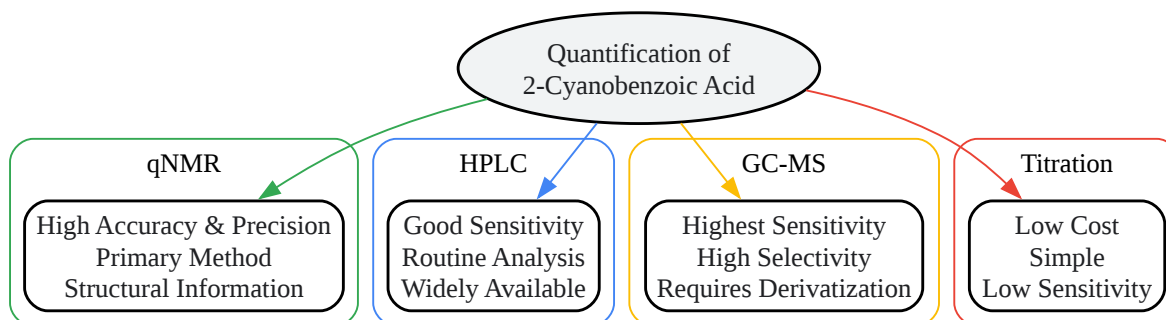 Quantification of
2-Cyanobenzoic Acid
qNMR
High Accuracy & Precision
Primary Method
Structural Information
HPLC
Good Sensitivity
Routine Analysis
Widely Available
GC-MS
Highest Sensitivity
High Selectivity
Requires Derivatization
Titration
Low Cost
Simple
Low Sensitivity